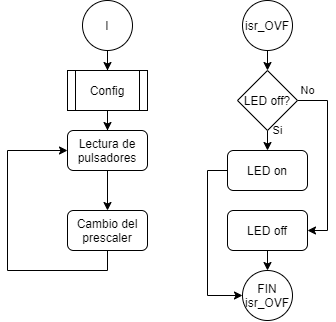 I
Config
Lectura de
pulsadores
Cambio del
prescaler
isr_OVF
LED off?
No
Si
LED on
LED off
FIN
isr_OVF